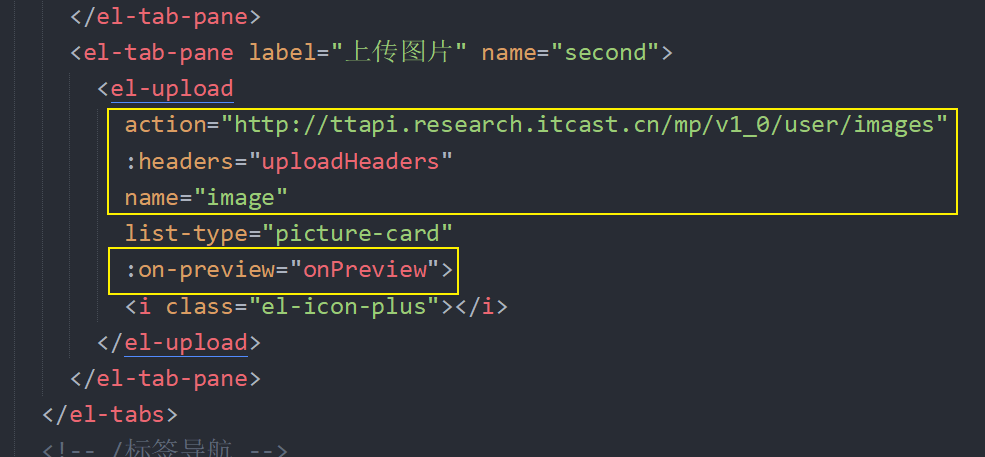 </el-tab-pane>
<el-tab-pane label="上传图片" name="second">
<el-upload
action="http://ttapi.research.itcast.cn/mp/v1_0/user/images"
:headers="uploadHeaders"
name="image"
list-type="picture-card"
:on-preview="onPreview">
<i class="el-icon-plus"></i>
</el-upload>
</el-tab-pane>
</el-tabs>
<!-- /标签导航 -->